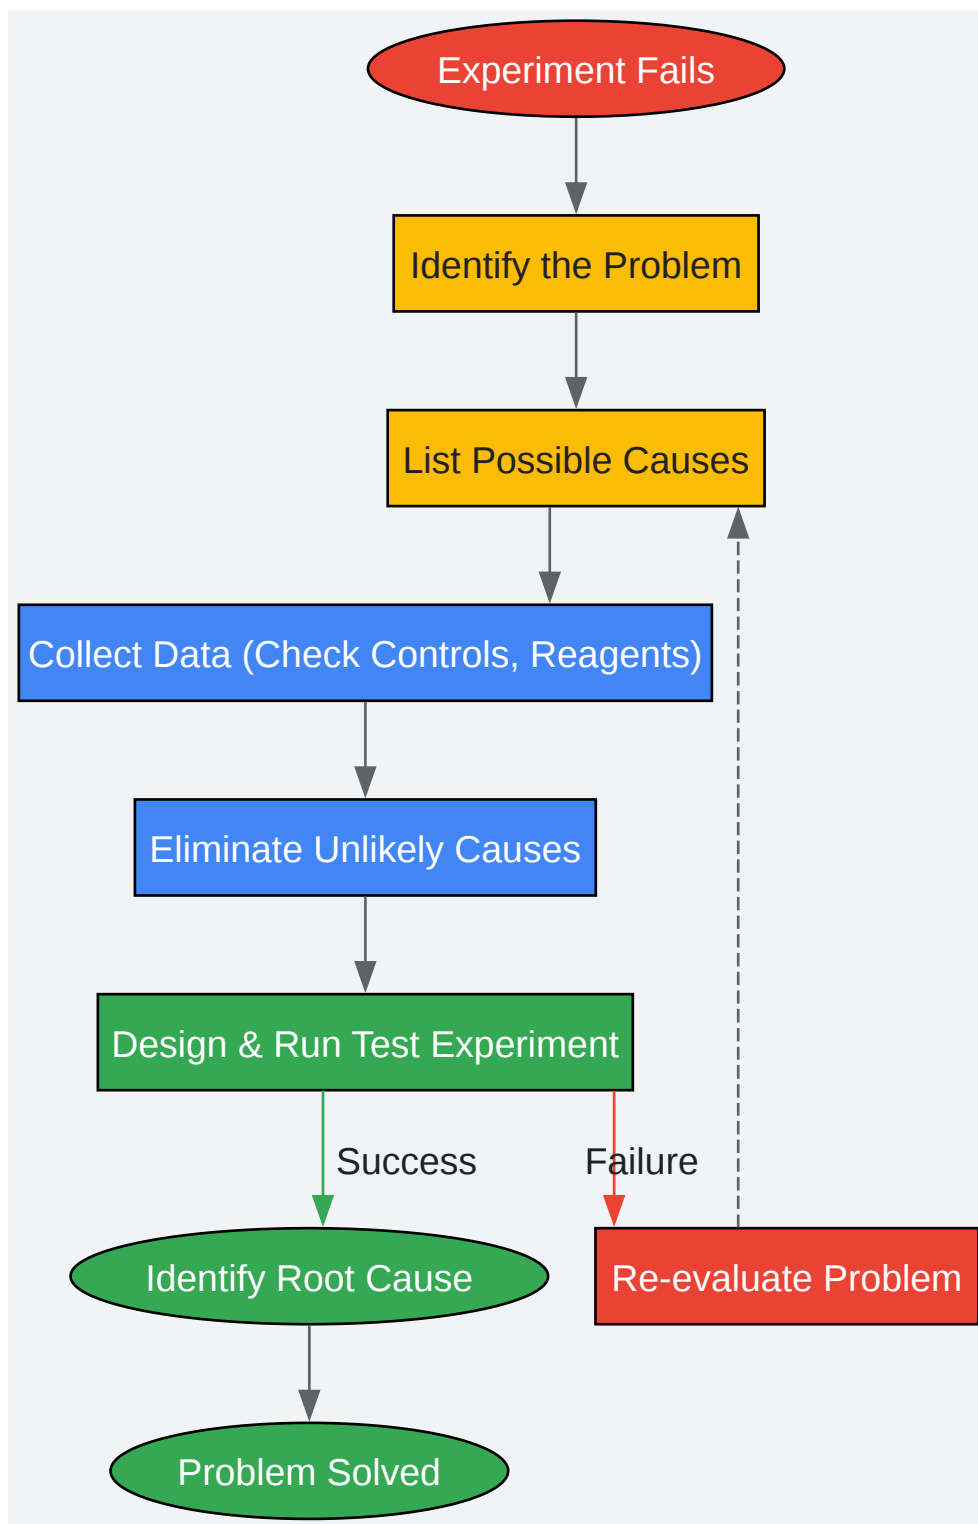 Experiment Fails
Identify the Problem
List Possible Causes
Collect Data (Check Controls, Reagents)
Eliminate Unlikely Causes
Design & Run Test Experiment
Success
Failure
Identify Root Cause
Re-evaluate Problem
Problem Solved